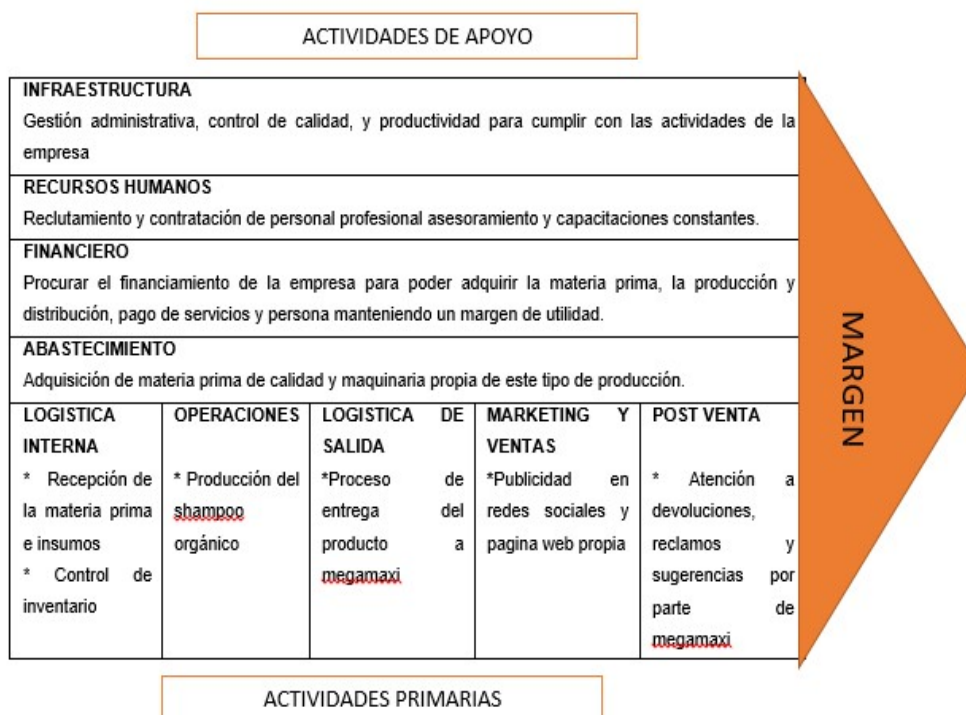 ACTIVIDADES DE APOYO
INFRAESTRUCTURA
Gestión administrativa, control de calidad, y productividad para cumplir con las actividades de la
empresa
RECURSOS HUMANOS
Reclutamiento y contratación de personal profesional asesoramiento y capacitaciones constantes.
FINANCIERO
Procurar el financiamiento de la empresa para poder adquirir la materia prima, la producción y
distribución, pago de servicios y persona manteniendo un margen de utilidad.
ABASTECIMIENTO
Adquisición de materia prima de calidad y maquinaria propia de este tipo de producción.
LOGISTICA
INTERNA
* Recepción de
la materia prima
e insumos
* Control de
inventario
OPERACIONES
* Producción del
shampoo
orgánico
LOGISTICA DE
SALIDA
*Proceso de
entrega del
producto a
megamaxi
MARKETING Y
VENTAS
*Publicidad en
redes sociales y
pagina web propia
POST VENTA
* Atención a
devoluciones,
reclamos y
sugerencias por
parte de
megamaxi
MARGEN
ACTIVIDADES PRIMARIAS